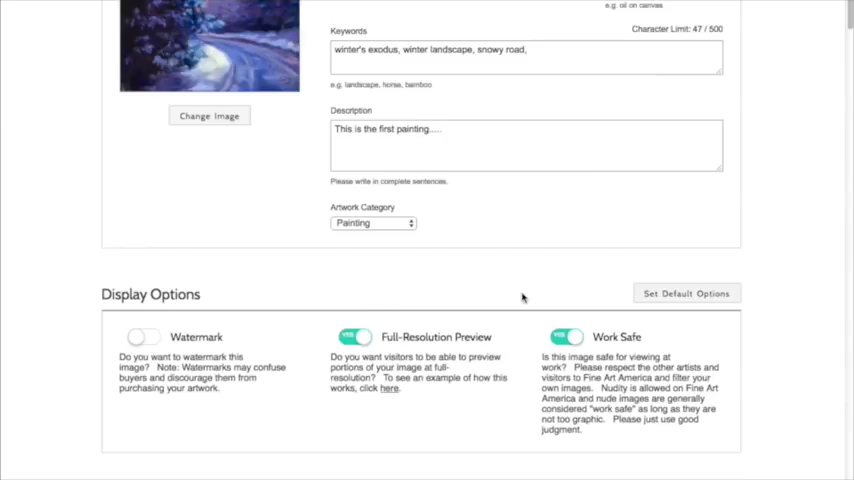 e.g. oil on canvas
Keywords
Character Limit: 47 / 500
winter's exodus, winter landscape, snowy road,
e.g. landscape, horse, bamboo
Change Image
Description
This is the first painting.....
Please write in complete sentences.
Artwork Category
Painting
Display Options
Set Default Options
Watermark
Do you want to watermark this
image? Note: Watermarks may confuse
buyers and discourage them from
purchasing your artwork.
YES
Full-Resolution Preview
Do you want visitors to be able to preview
portions of your image at full-
resolution? To see an example of how this
works, click here.
YES
Work Safe
Is this image safe for viewing at
work? Please respect the other artists and
visitors to Fine Art America and filter your
own images. Nudity is allowed on Fine Art
America and nude images are generally
considered "work safe" as long as they are
not too graphic. Please just use good
judgment.